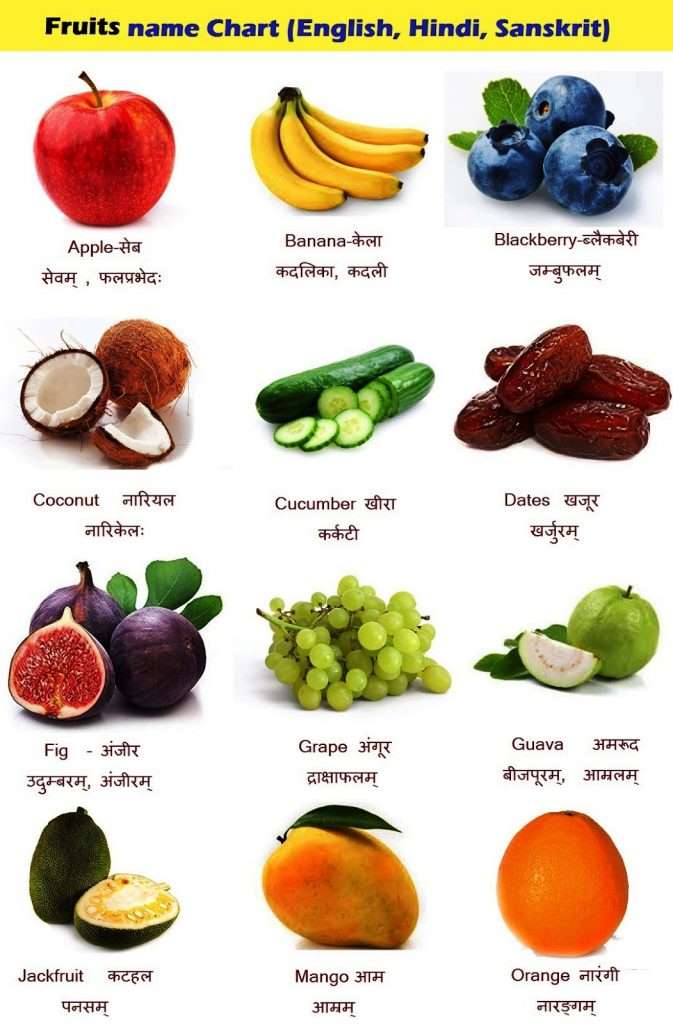 Fruits name Chart (English, Hindi, Sanskrit)
Apple-सेब
सेवम् , फलप्रभेदः
Banana-केला
कदलिका, कदली
Blackberry-ब्लैकबेरी
जम्बुफलम्
Coconut नारियल
नारिकेलः
Cucumber खीरा
कर्कटी
Dates खजूर
खर्जुरम्
Fig - अंजीर
उदुम्बरम्, अंजीरम्
Grape अंगूर
द्राक्षाफलम्
Guava अमरूद
बीजपूरम्, आम्रलम्
Jackfruit कटहल
पनसम्
Mango आम
आम्रम्
Orange नारंगी
नारङ्गम्